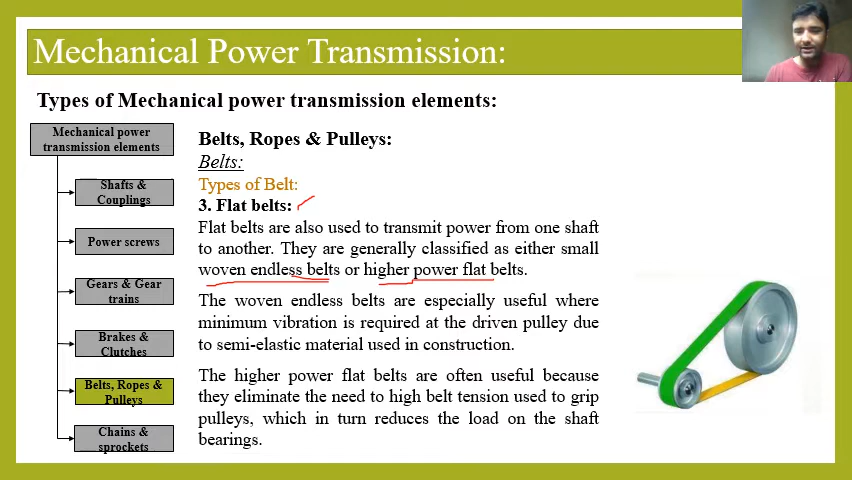 Mechanical Power Transmission:
Types of Mechanical power transmission elements:
Mechanical power
transmission elements
Shafts &
Couplings
Power screws
Gears & Gear
trains
Brakes &
Clutches
Belts, Ropes &
Pulleys
Chains &
sprockets
Belts, Ropes & Pulleys:
Belts:
Types of Belt:
3. Flat belts:
Flat belts are also used to transmit power from one shaft
to another. They are generally classified as either small
woven endless belts or higher power flat belts.
The woven endless belts are especially useful where
minimum vibration is required at the driven pulley due
to semi-elastic material used in construction.
The higher power flat belts are often useful because
they eliminate the need to high belt tension used to grip
pulleys, which in turn reduces the load on the shaft
bearings.